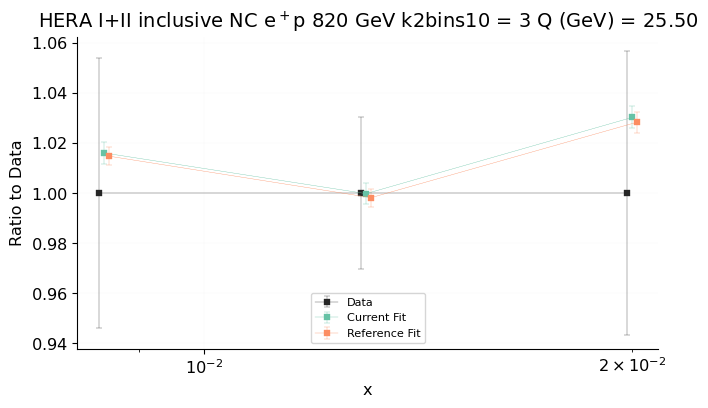 HERA I+II inclusive NC e⁺p 820 GeV k2bins10 = 3 Q (GeV) = 25.50
1.06
1.04
1.02
1.00
0.98
0.96
0.94
Ratio to Data
Data
Current Fit
Reference Fit
10⁻²
2 × 10⁻²
x